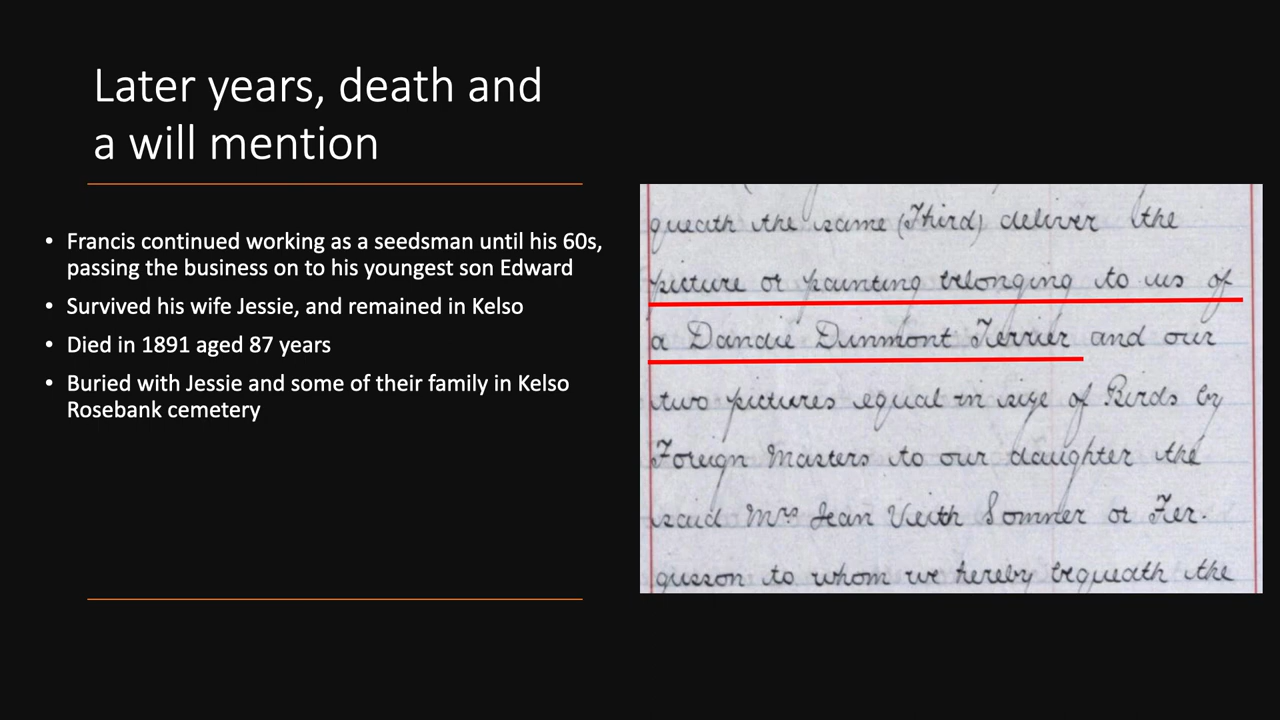 Later years, death and
a will mention
• Francis continued working as a seedsman until his 60s,
passing the business on to his youngest son Edward
• Survived his wife Jessie, and remained in Kelso
• Died in 1891 aged 87 years
• Buried with Jessie and some of their family in Kelso
Rosebank cemetery
queath the same (Third) deliver the
picture or painting belonging to us of
a Dandie Dunmont Terrier and our
two pictures equal in size of Birds by
Foreign Masters to our daughter the
said Mrs Jean Veith Somner or Fer.
guson to whom we hereby bequeath the